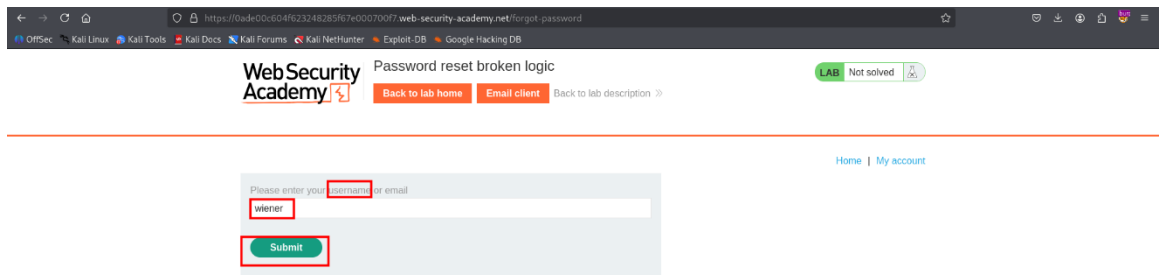 https://0ade00c604f623248285f67e000700f7.web-security-academy.net/forgot-password
OffSec Kali Linux Kali Tools Kali Docs Kali Forums Kali NetHunter Exploit-DB Google Hacking DB
WebSecurity Academy
Password reset broken logic
LAB Not solved
Back to lab home Email client Back to lab description
Home | My account
Please enter your username or email
wiener
Submit